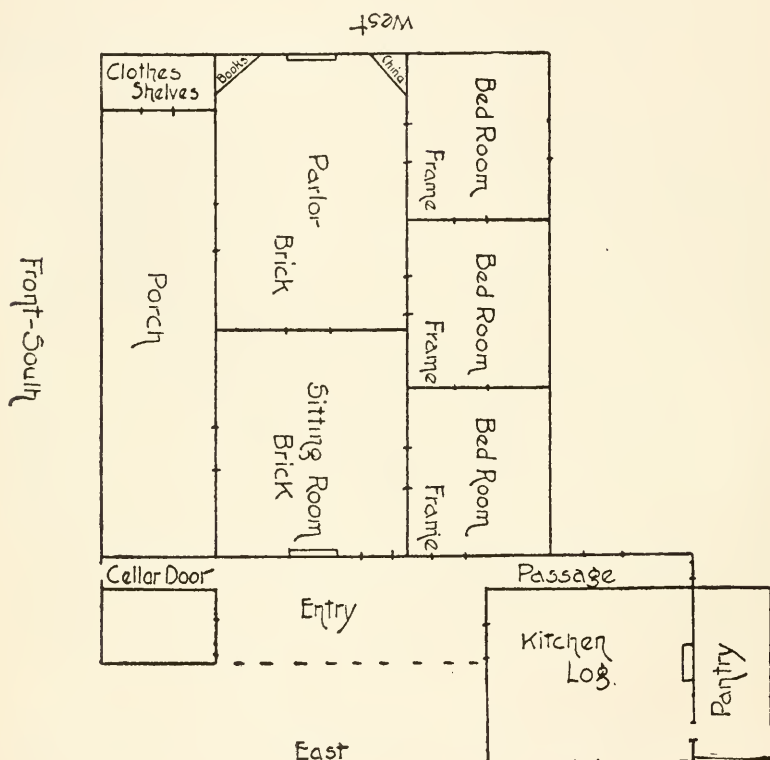 West
Clothes
Shelves
Books
China
Bed Room
Frame
Parlor
Brick
Front-South
Porch
Bed Room
Frame
Sitting Room
Brick
Bed Room
Frame
Cellar Door
Passage
Entry
Kitchen
Log.
Pantry
East